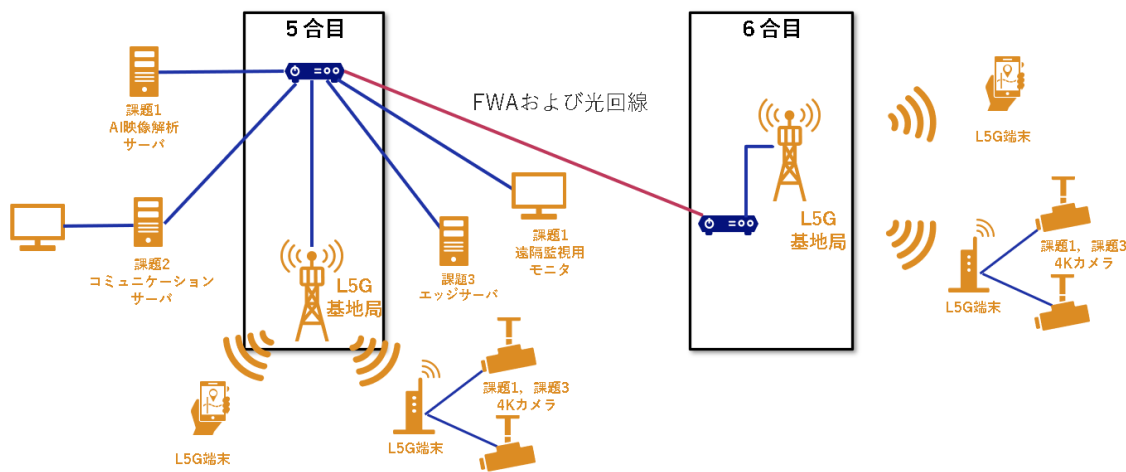 5合目
6合目
FWAおよび光回線
課題1
AI映像解析
サーバ
課題2
コミュニケーション
サーバ
L5G
基地局
課題3
エッジサーバ
課題1
遠隔監視用
モニタ
L5G
基地局
L5G端末
課題1，課題3
4Kカメラ
L5G端末
L5G端末
課題1，課題3
4Kカメラ
L5G端末